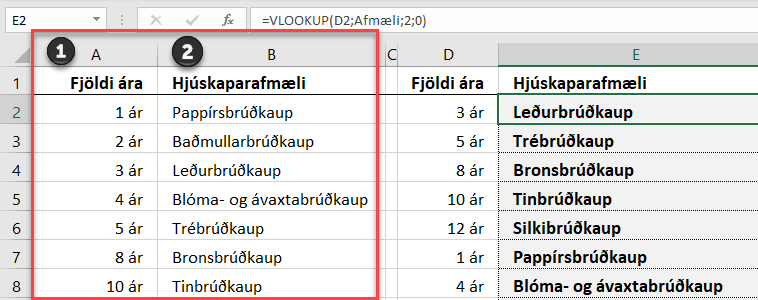 E2 =VLOOKUP(D2;Afmæli;2;0)
1 2
A B C D E
1 Fjöldi ára Hjúskaparafmæli Fjöldi ára Hjúskaparafmæli
2 1 ár Pappírsbrúðkaup 3 ár Leðurbrúðkaup
3 2 ár Baðmullarbrúðkaup 5 ár Trébrúðkaup
4 3 ár Leðurbrúðkaup 8 ár Bronsbrúðkaup
5 4 ár Blóma- og ávaxtabrúðkaup 10 ár Tinbrúðkaup
6 5 ár Trébrúðkaup 12 ár Silkibrúðkaup
7 8 ár Bronsbrúðkaup 1 ár Pappírsbrúðkaup
8 10 ár Tinbrúðkaup 4 ár Blóma- og ávaxtabrúðkaup